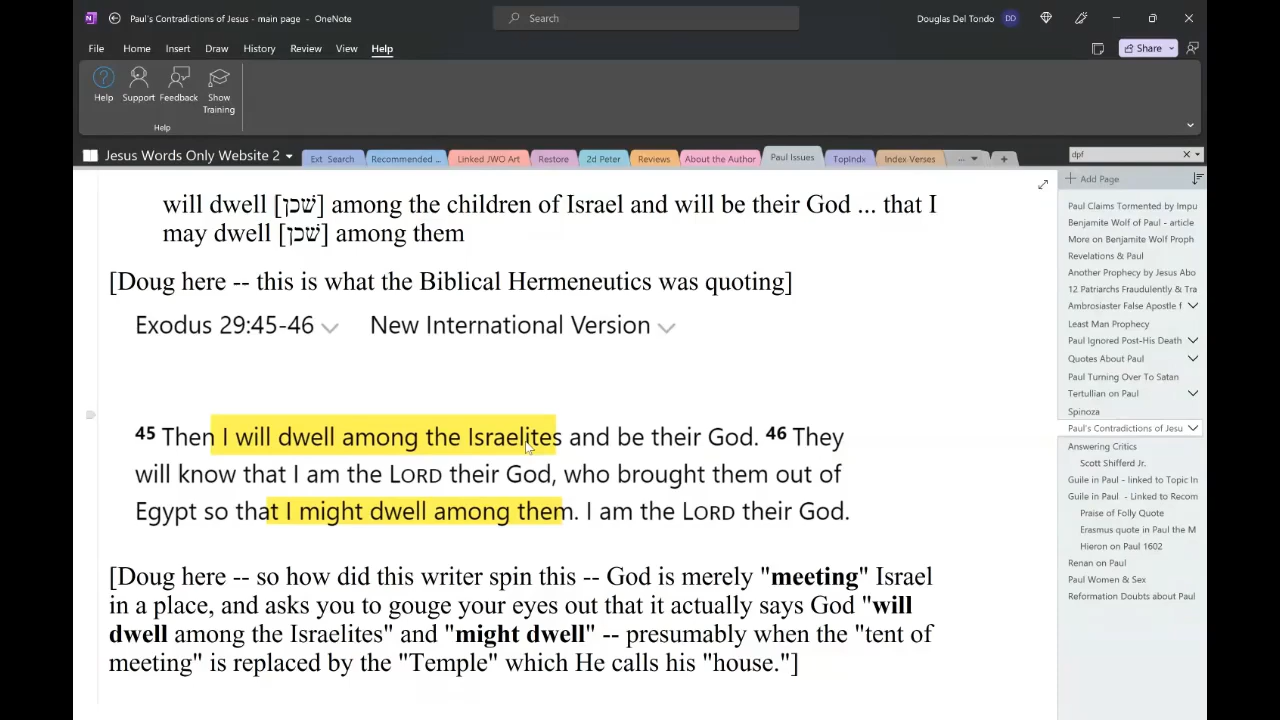 Paul's Contradictions of Jesus - main page - OneNote
Search
Douglas Del Tondo
DD
File Home Insert Draw History Review View Help
Share
Help Support Feedback Show Training
Help
Jesus Words Only Website 2
Ext Search Recommended ... Linked JWO Art Restore 2d Peter Reviews About the Author Paul Issues TopIndx Index Verses ... +
dpf
will dwell [שׁכן] among the children of Israel and will be their God ... that I
may dwell [שׁכן] among them
[Doug here -- this is what the Biblical Hermeneutics was quoting]
Exodus 29:45-46 New International Version
45 Then I will dwell among the Israelites and be their God. 46 They
will know that I am the LORD their God, who brought them out of
Egypt so that I might dwell among them. I am the LORD their God.
[Doug here -- so how did this writer spin this -- God is merely "meeting" Israel
in a place, and asks you to gouge your eyes out that it actually says God "will
dwell among the Israelites" and "might dwell" -- presumably when the "tent of
meeting" is replaced by the "Temple" which He calls his "house."]
Add Page
Paul Claims Tormented by Impu
Benjamite Wolf of Paul - article
More on Benjamite Wolf Proph
Revelations & Paul
Another Prophecy by Jesus Abo
12 Patriarchs Fraudulently & Tra
Ambrosiaster False Apostle f
Least Man Prophecy
Paul Ignored Post-His Death
Quotes About Paul
Paul Turning Over To Satan
Tertullian on Paul
Spinoza
Paul's Contradictions of Jesu
Answering Critics
Scott Shifferd Jr.
Guile in Paul - linked to Topic In
Guile in Paul - Linked to Recom
Praise of Folly Quote
Erasmus quote in Paul the M
Hieron on Paul 1602
Renan on Paul
Paul Women & Sex
Reformation Doubts about Paul